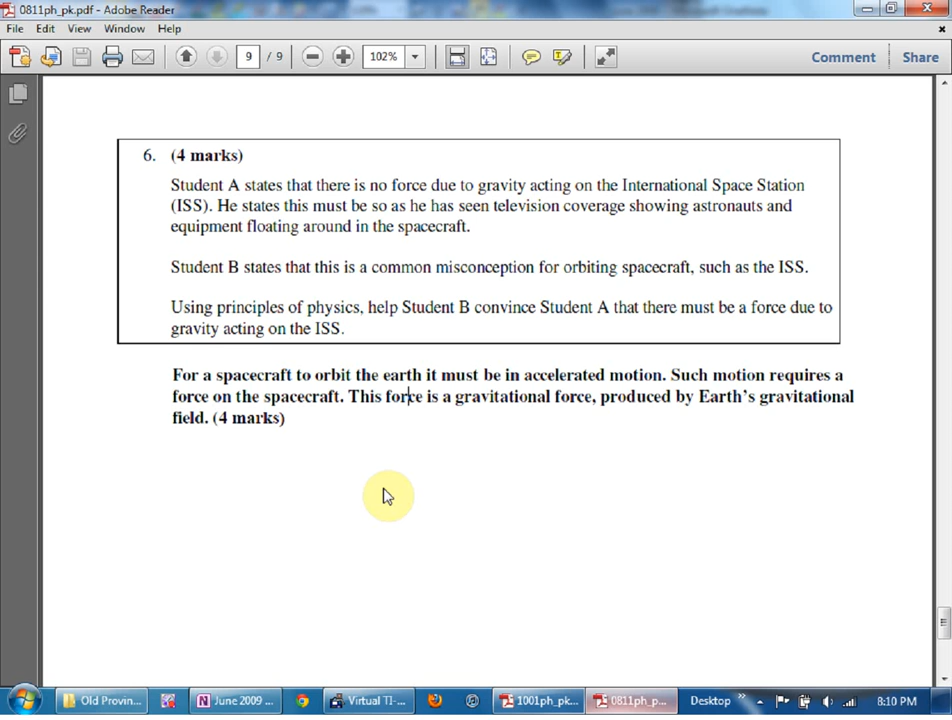 0811ph_pk.pdf - Adobe Reader
File Edit View Window Help
9 / 9 102% Comment Share
6. (4 marks)
Student A states that there is no force due to gravity acting on the International Space Station
(ISS). He states this must be so as he has seen television coverage showing astronauts and
equipment floating around in the spacecraft.
Student B states that this is a common misconception for orbiting spacecraft, such as the ISS.
Using principles of physics, help Student B convince Student A that there must be a force due to
gravity acting on the ISS.
For a spacecraft to orbit the earth it must be in accelerated motion. Such motion requires a
force on the spacecraft. This force is a gravitational force, produced by Earth's gravitational
field. (4 marks)
Old Provin... June 2009 ... Virtual TI-... 1001ph_pk... 0811ph_p... Desktop 8:10 PM